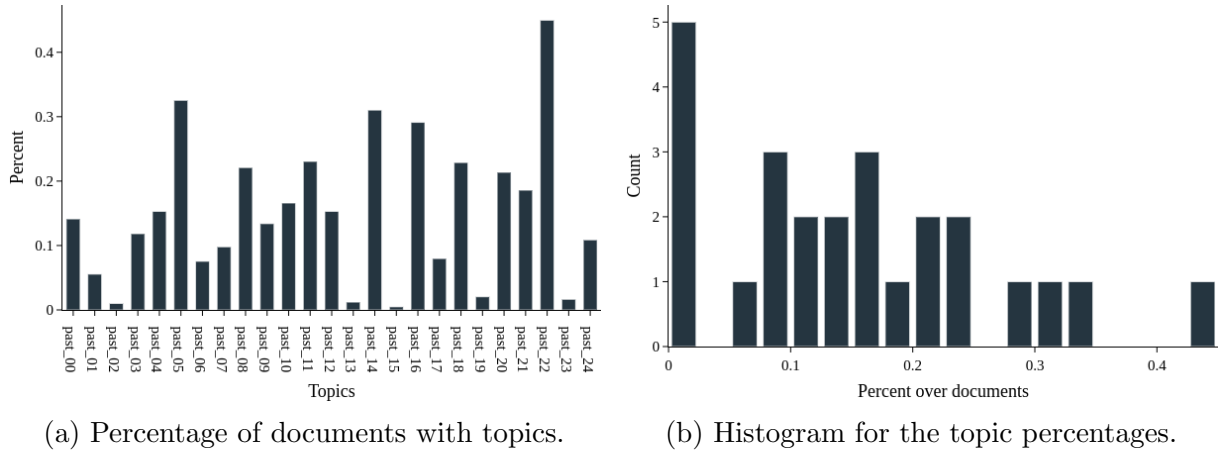 0.4
0.3
0.2
0.1
0
Percent
past_00
past_01
past_02
past_03
past_04
past_05
past_06
past_07
past_08
past_09
past_10
past_11
past_12
past_13
past_14
past_15
past_16
past_17
past_18
past_19
past_20
past_21
past_22
past_23
past_24
Topics
(a) Percentage of documents with topics.
5
4
3
2
1
0
Count
0 0.1 0.2 0.3 0.4
Percent over documents
(b) Histogram for the topic percentages.